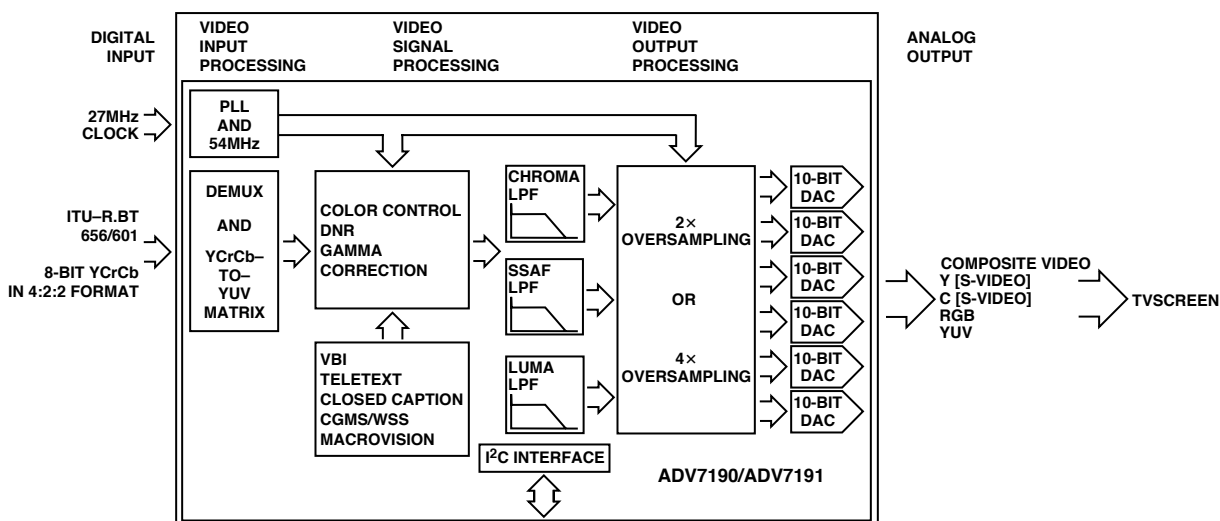 DIGITAL
INPUT
VIDEO
INPUT
PROCESSING
VIDEO
SIGNAL
PROCESSING
VIDEO
OUTPUT
PROCESSING
ANALOG
OUTPUT
27MHz
CLOCK
PLL
AND
54MHz
ITU–R.BT
656/601
8-BIT YCrCb
IN 4:2:2 FORMAT
DEMUX
AND
YCrCb–
TO–
YUV
MATRIX
COLOR CONTROL
DNR
GAMMA
CORRECTION
VBI
TELETEXT
CLOSED CAPTION
CGMS/WSS
MACROVISION
CHROMA
LPF
SSAF
LPF
LUMA
LPF
I²C INTERFACE
2×
OVERSAMPLING
OR
4×
OVERSAMPLING
10-BIT
DAC
10-BIT
DAC
10-BIT
DAC
10-BIT
DAC
10-BIT
DAC
10-BIT
DAC
ADV7190/ADV7191
COMPOSITE VIDEO
Y [S-VIDEO]
C [S-VIDEO]
RGB
YUV
TVSCREEN